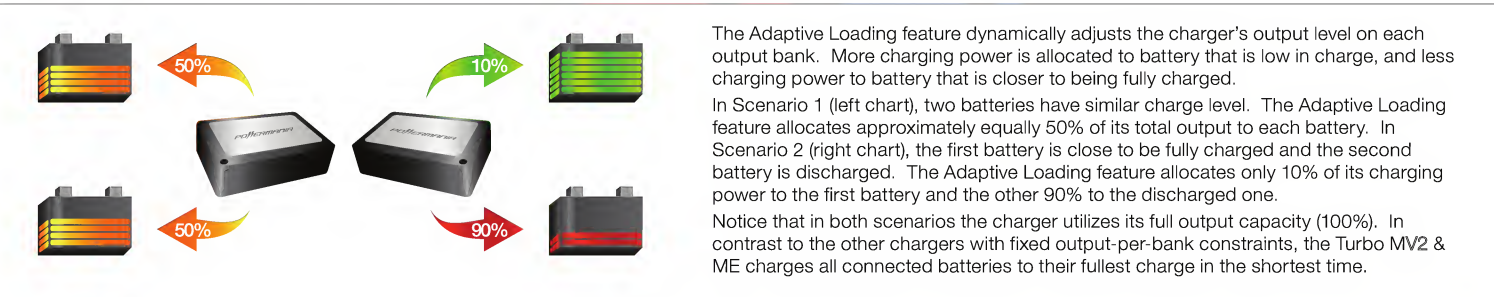 50%
10%
POWERMANIA
POWERMANIA
50%
90%
The Adaptive Loading feature dynamically adjusts the charger's output level on each
output bank.  More charging power is allocated to battery that is low in charge, and less
charging power to battery that is closer to being fully charged.
In Scenario 1 (left chart), two batteries have similar charge level.  The Adaptive Loading
feature allocates approximately equally 50% of its total output to each battery.  In
Scenario 2 (right chart), the first battery is close to be fully charged and the second
battery is discharged.  The Adaptive Loading feature allocates only 10% of its charging
power to the first battery and the other 90% to the discharged one.
Notice that in both scenarios the charger utilizes its full output capacity (100%).  In
contrast to the other chargers with fixed output-per-bank constraints, the Turbo MV2 &
ME charges all connected batteries to their fullest charge in the shortest time.